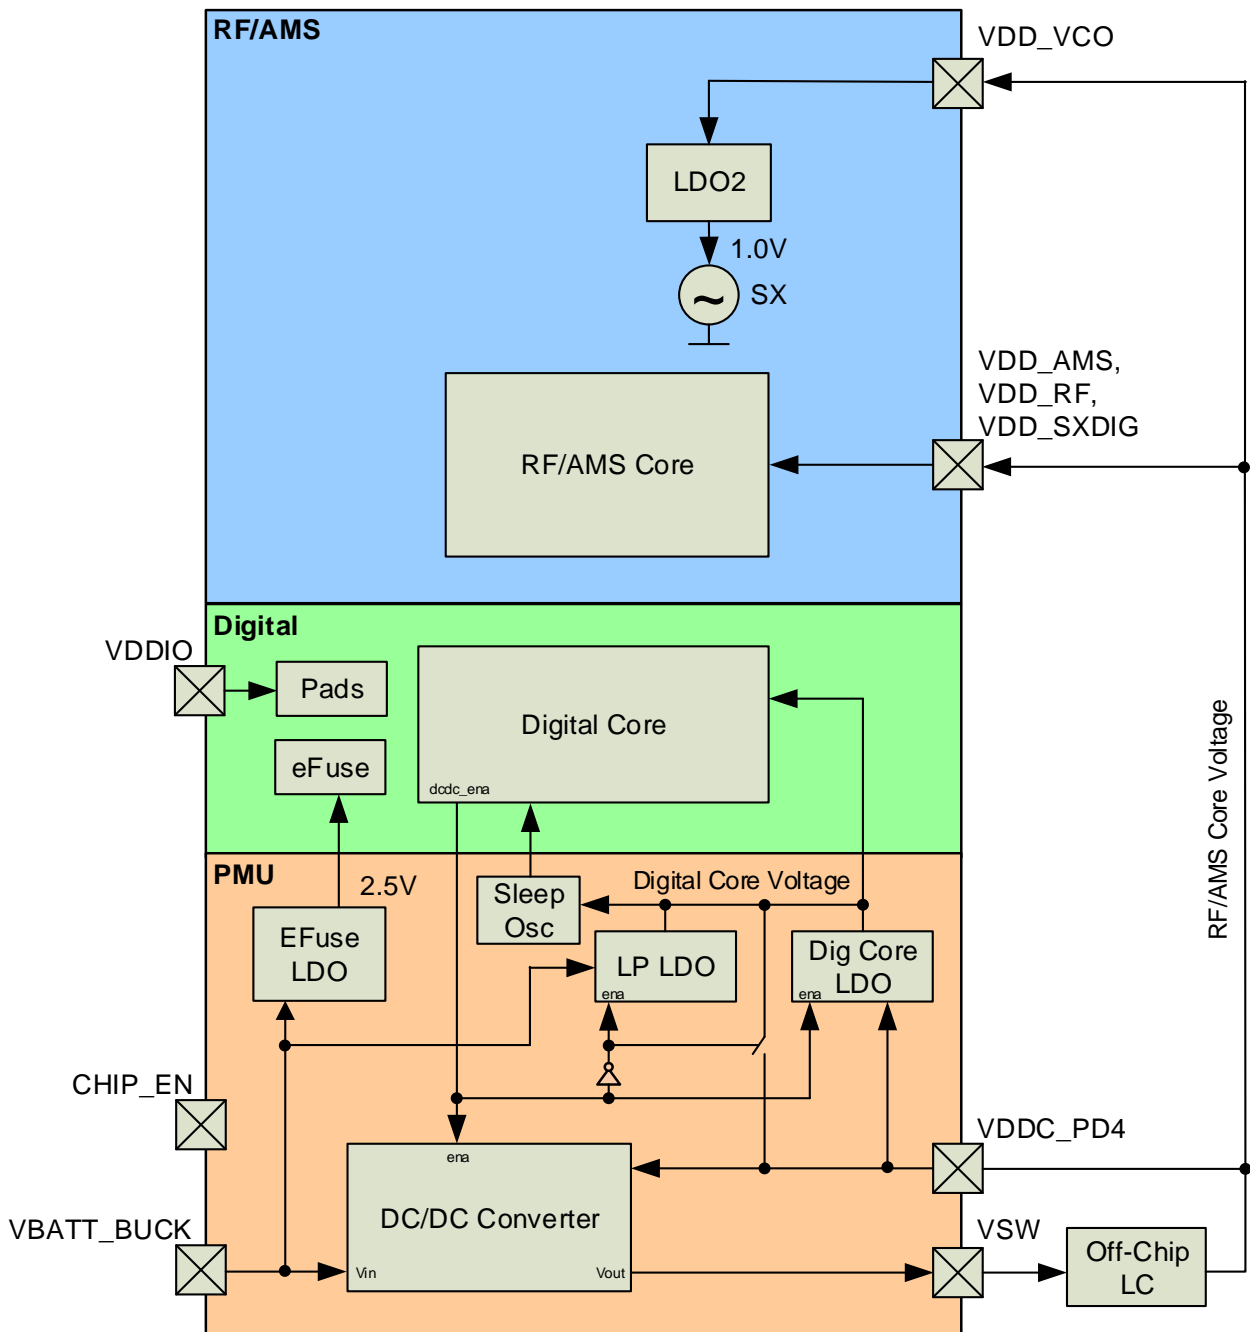 RF/AMS
VDD_VCO
LDO2
1.0V
~
SX
VDD_AMS,
VDD_RF,
VDD_SXDIG
RF/AMS Core
Digital
VDDIO
Pads
Digital Core
eFuse
dcdc_ena
RF/AMS Core Voltage
PMU
2.5V
Digital Core Voltage
Sleep
Osc
EFuse
LDO
LP LDO
ena
Dig Core
LDO
ena
CHIP_EN
VDDC_PD4
ena
DC/DC Converter
VBATT_BUCK
Vin
Vout
VSW
Off-Chip
LC